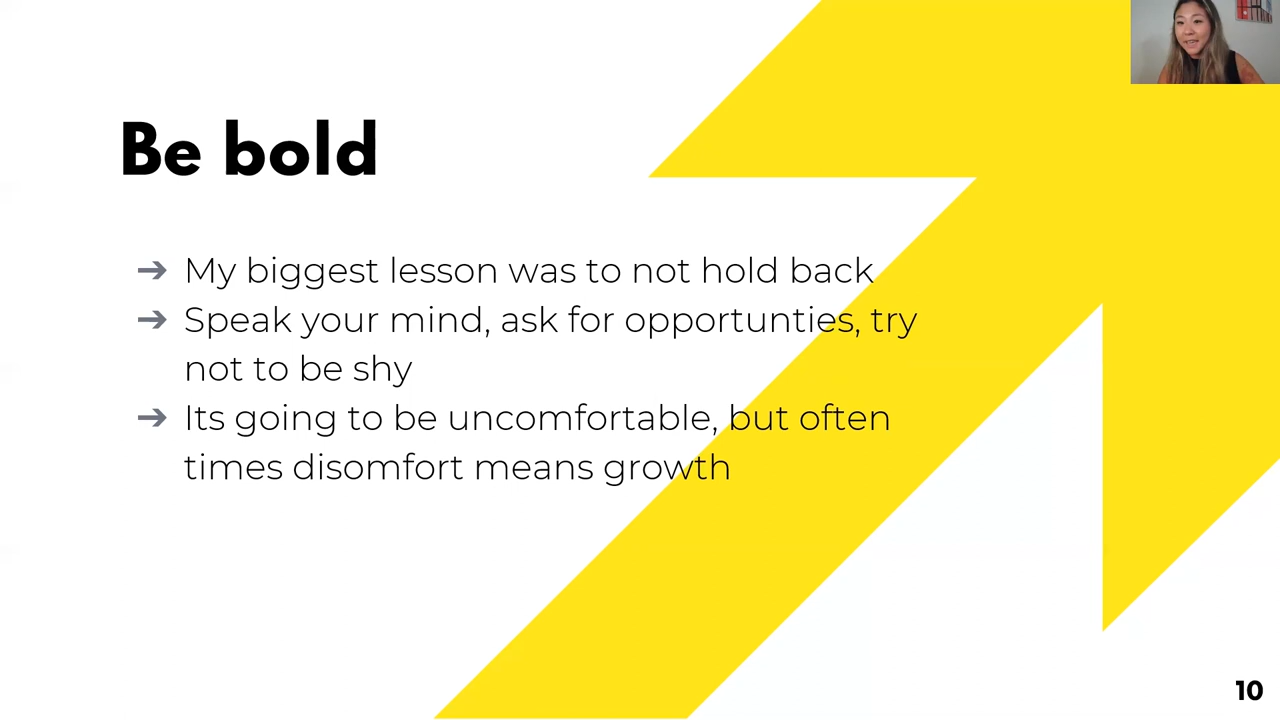 Be bold
➔ My biggest lesson was to not hold back
➔ Speak your mind, ask for opportunties, try
not to be shy
➔ Its going to be uncomfortable, but often
times disomfort means growth
10